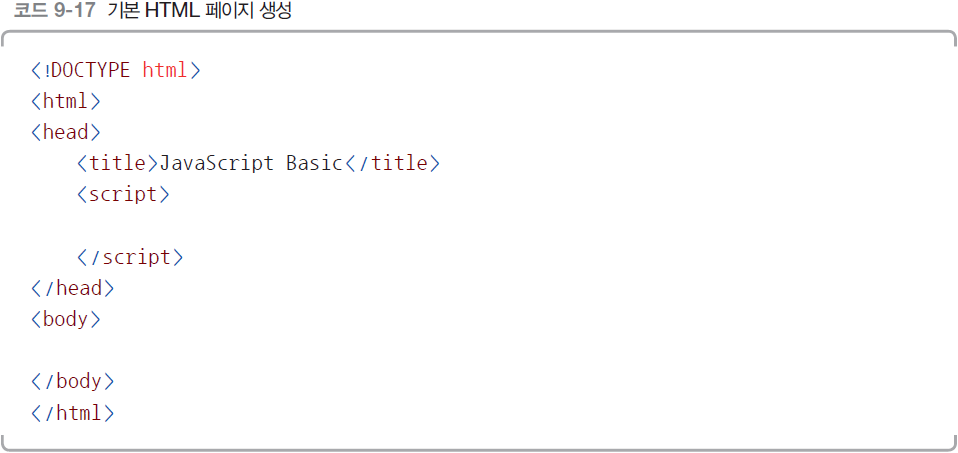 코드 9-17 기본 HTML 페이지 생성
<!DOCTYPE html>
<html>
<head>
    <title>JavaScript Basic</title>
    <script>
    </script>
</head>
<body>
</body>
</html>